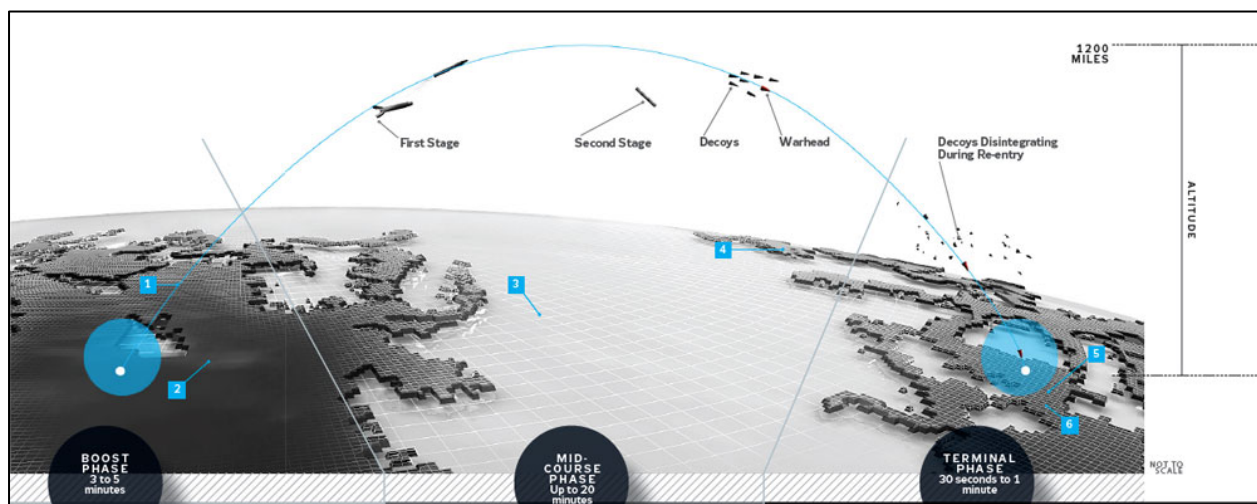 1200
MILES
First Stage
Second Stage
Decoys
Warhead
Decoys Disintegrating
During Re-entry
ALTITUDE
1
2
3
4
5
6
BOOST
PHASE
3 to 5
minutes
MID-
COURSE
PHASE
Up to 20
minutes
TERMINAL
PHASE
30 seconds to 1
minute
NOT TO
SCALE